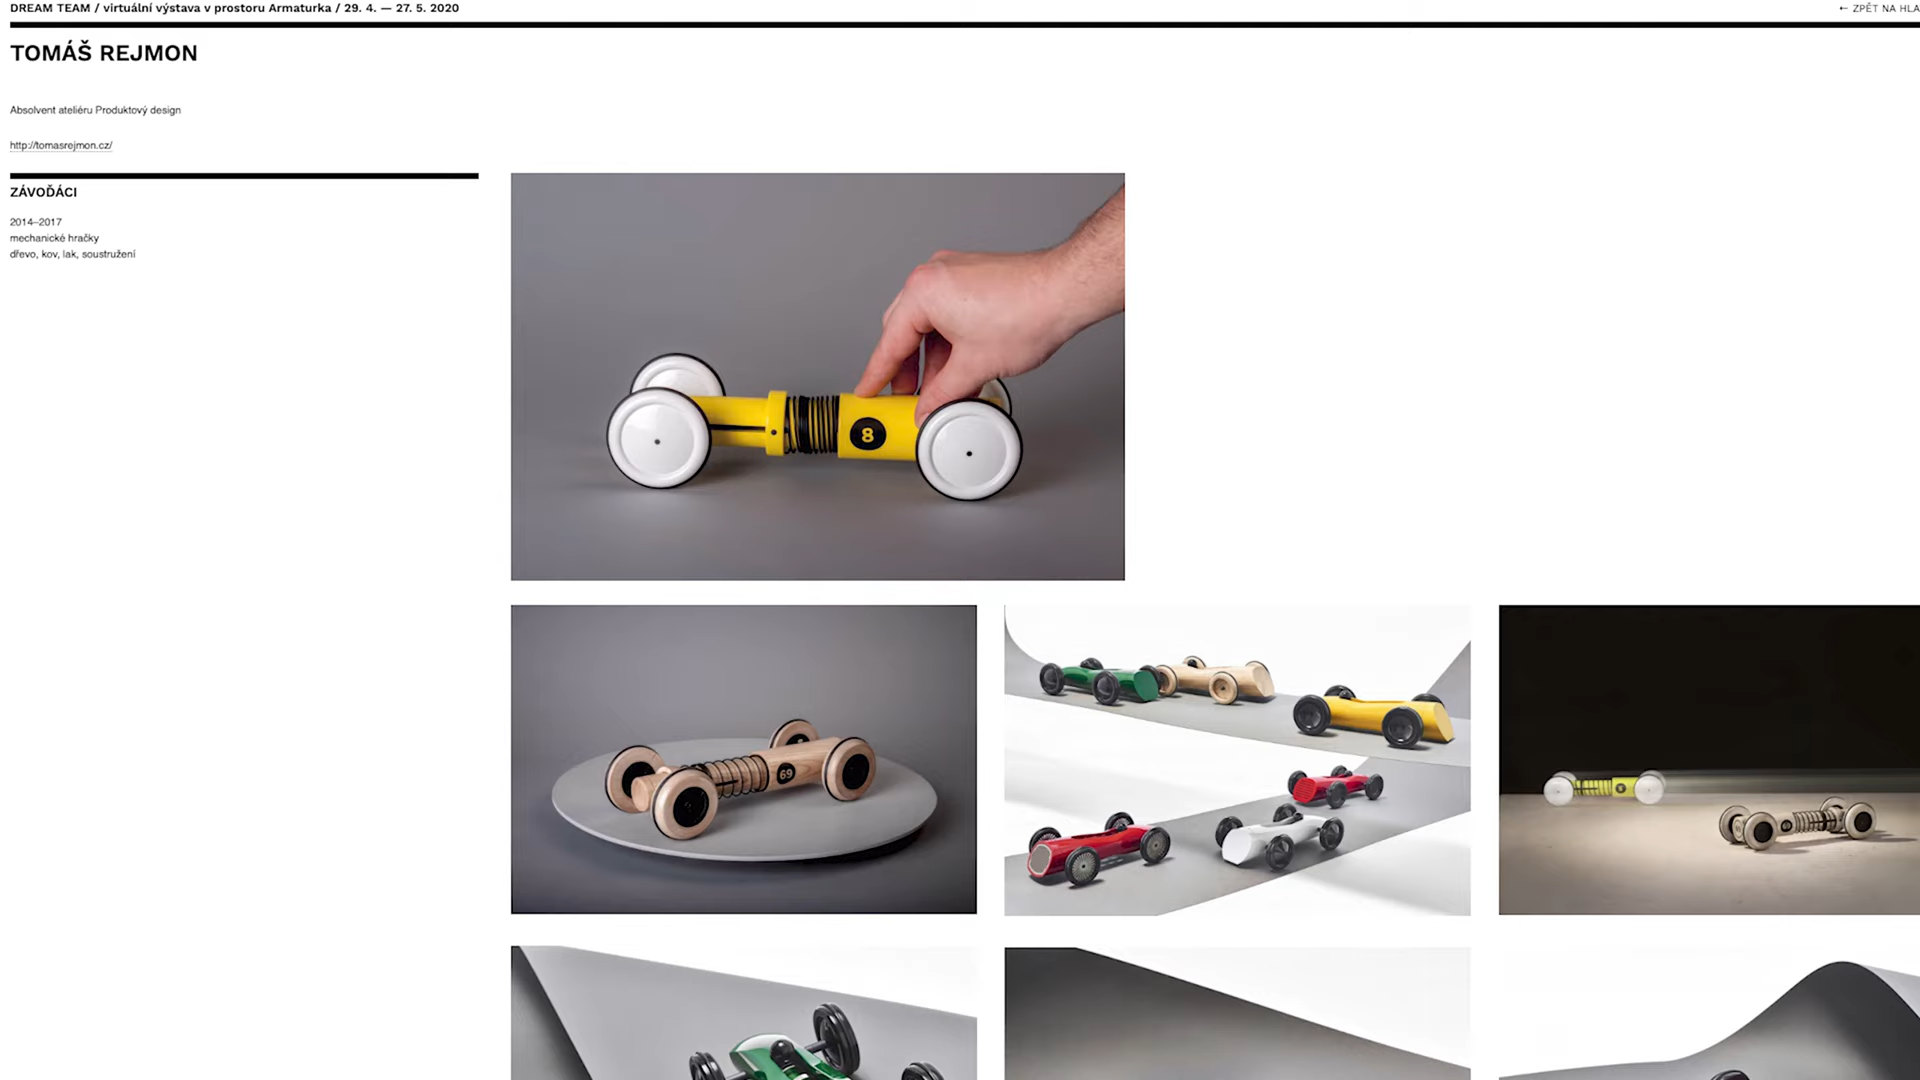 DREAM TEAM / virtuální výstava v prostoru Armaturka / 29. 4. — 27. 5. 2020
← ZPĚT NA HLA
TOMÁŠ REJMON
Absolvent ateliéru Produktový design
http://tomasrejmon.cz/
ZÁVOĎÁCI
2014–2017
mechanické hračky
dřevo, kov, lak, soustružení
8
69